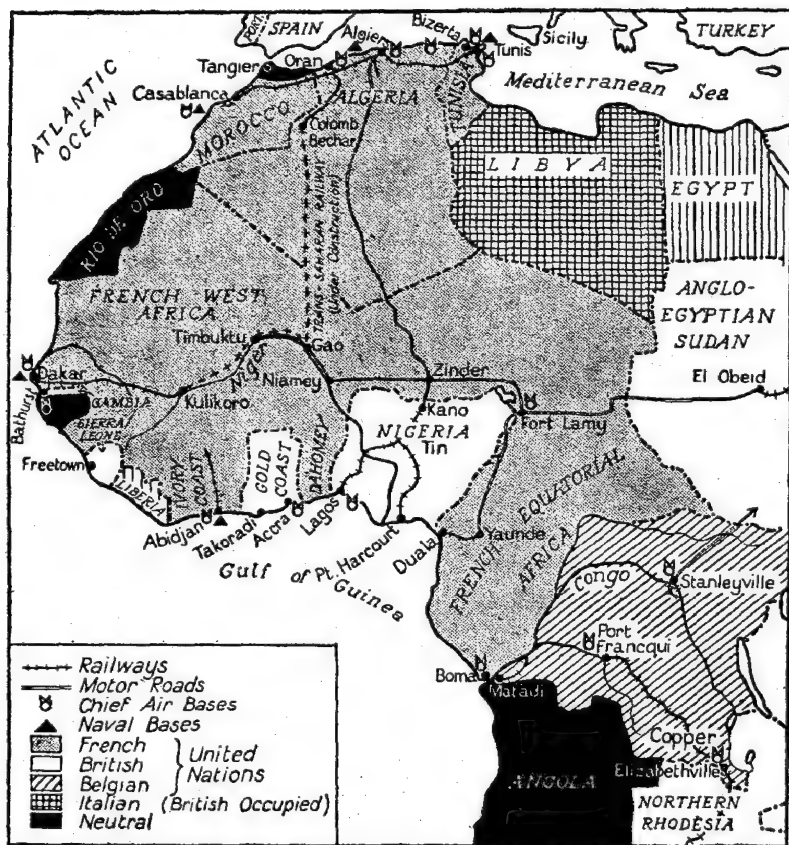 PORT.
SPAIN
Bizerta
Sicily
TURKEY
Algiers
Tunis
Tangier
Oran
Mediterranean Sea
ATLANTIC
OCEAN
Casablanca
ALGERIA
TUNISIA
MOROCCO
Colomb
Bechar
LIBYA
EGYPT
RIO DE ORO
TRANS-SAHARAN RAILWAY
(Under Construction)
FRENCH WEST
AFRICA
ANGLO-
EGYPTIAN
SUDAN
Timbuktu
Gao
Niger
Dakar
Niamey
Zinder
El Obeid
Bathurst
GAMBIA
Kulikoro
Kano
Fort Lamy
SIERRA
LEONE
NIGERIA
Tin
Freetown
LIBERIA
IVORY
COAST
GOLD
COAST
DAHOMEY
Abidjan
Takoradi
Accra
Lagos
Pt. Harcourt
Duala
Yaunde
FRENCH EQUATORIAL
AFRICA
Gulf of Guinea
Congo
Stanleyville
Port
Francqui
Boma
Matadi
Copper
Elizabethville
ANGOLA
NORTHERN
RHODESIA
Railways
Motor Roads
Chief Air Bases
Naval Bases
French
British
Belgian
United
Nations
Italian (British Occupied)
Neutral